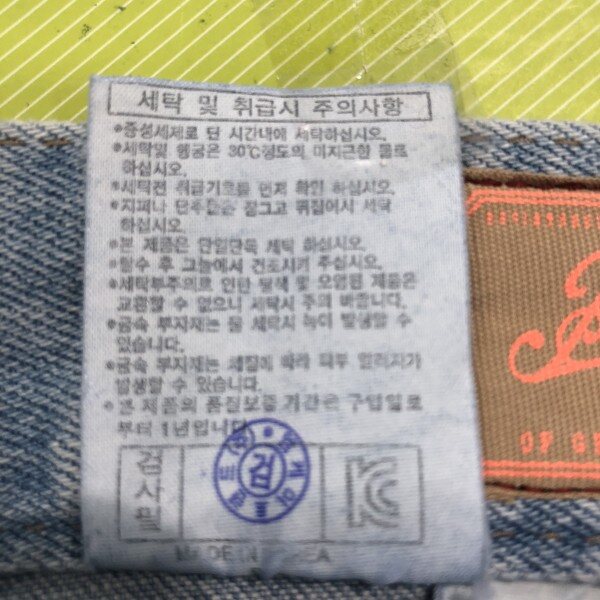 세탁 및 취급시 주의사항
•중성세제로 단 시간내에 세탁하십시오.
•세탁및 헹굼은 30℃정도의 미지근한 물로
하십시오.
•세탁전 취급기호를 먼저 확인 하십시오.
•지퍼나 단추등은 잠그고 뒤집어서 세탁
하십시오.
•본 제품은 단일단독 세탁 하십시오.
•탈수 후 그늘에서 건조시켜 주십시오.
•세탁부주의로 인한 탈색 및 오염된 제품은
교환할 수 없으니 세탁시 주의 바랍니다.
•금속 부자재는 물 세탁시 녹이 발생할 수
있습니다.
•금속 부자재는 체질에 따라 피부 알러지가
발생할 수 있습니다.
•본 제품의 품질보증 기간은 구입일로
부터 1년입니다.
검사필
검
MADE IN KOREA